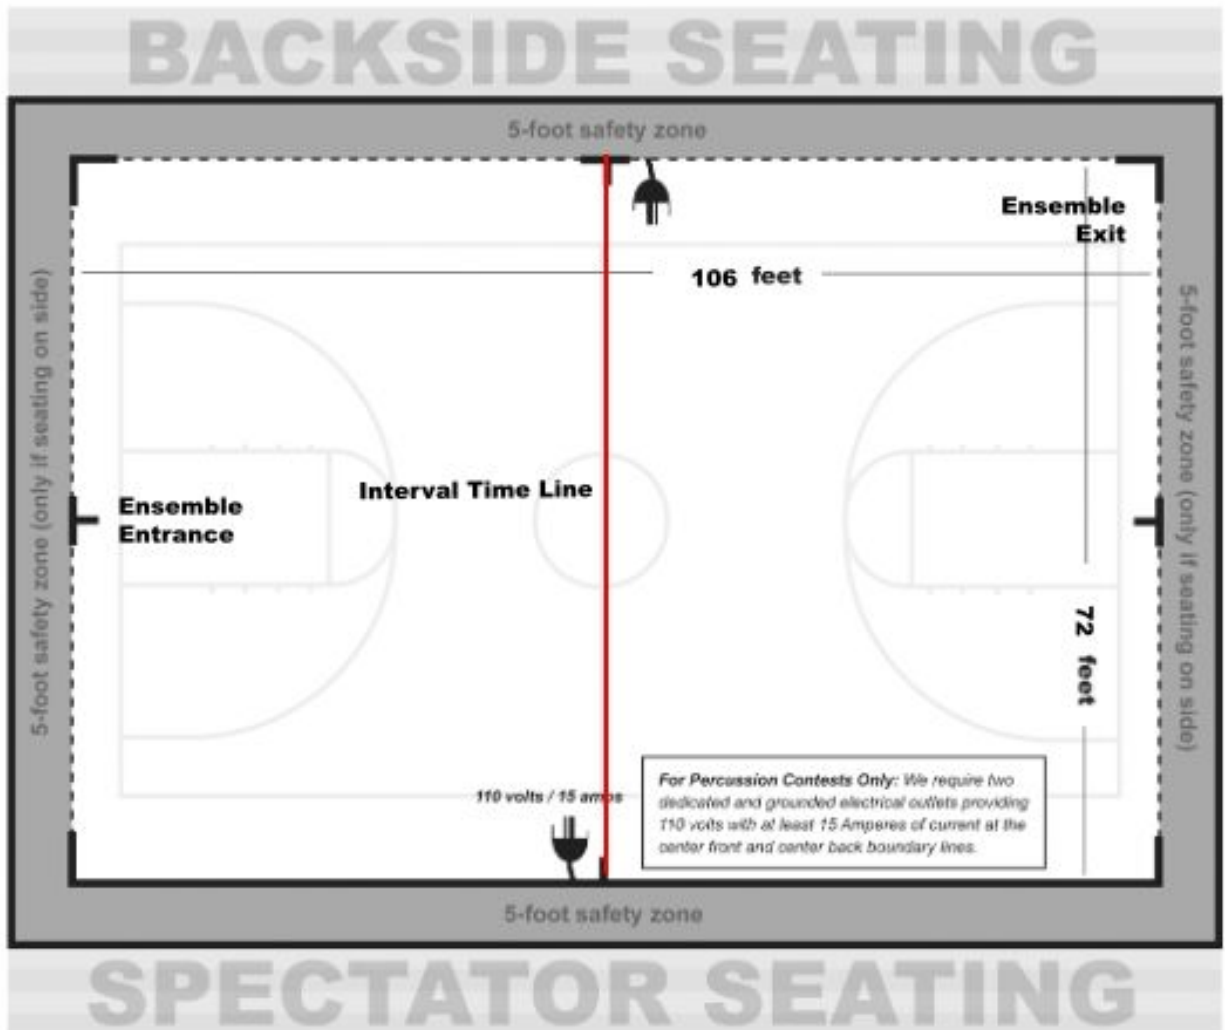 BACKSIDE SEATING
5-foot safety zone
Ensemble
Exit
106 feet
5-foot safety zone (only if seating on side)
5-foot safety zone (only if seating on side)
Interval Time Line
Ensemble
Entrance
72 feet
110 volts / 15 amps
For Percussion Contests Only: We require two
dedicated and grounded electrical outlets providing
110 volts with at least 15 Amperes of current at the
center front and center back boundary lines.
5-foot safety zone
SPECTATOR SEATING